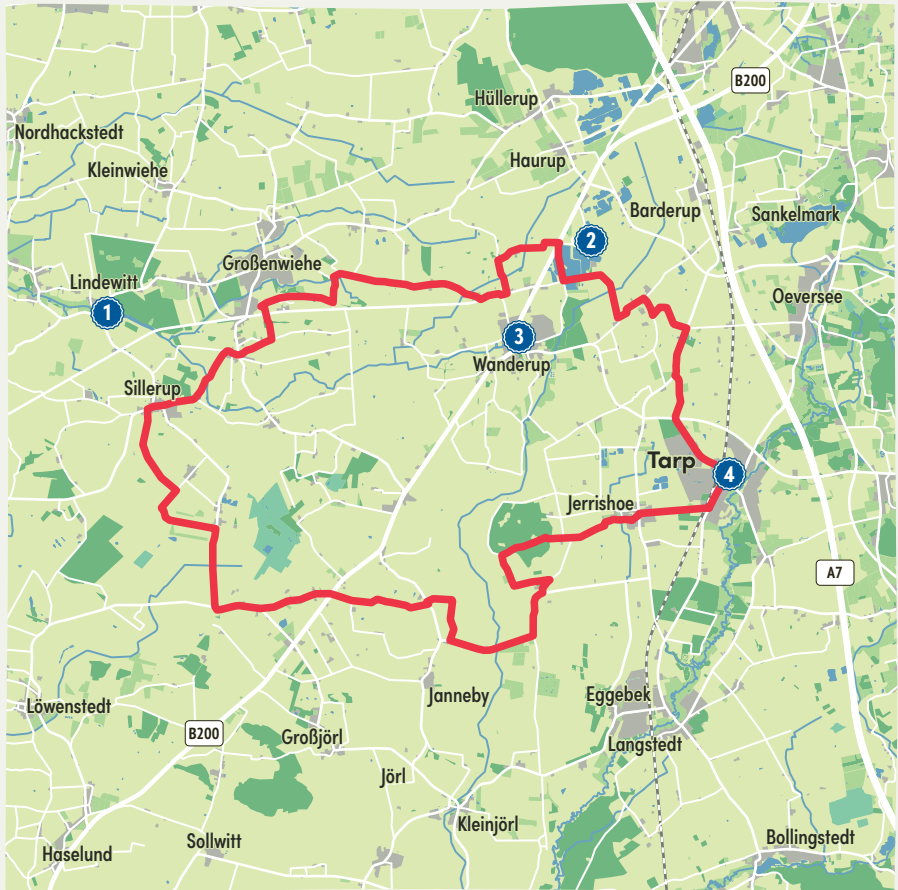 B200
Hüllerup
Nordhackstedt
Haurup
Kleinwiehe
Barderup
Sankelmark
2
Großenwiehe
Lindewitt
Oeversee
1
3
Wanderup
Sillerup
Tarp
4
Jerrishoe
A7
Janneby
Eggebek
Löwenstedt
B200
Großjörl
Langstedt
Jörl
Kleinjörl
Sollwitt
Bollingstedt
Haselund